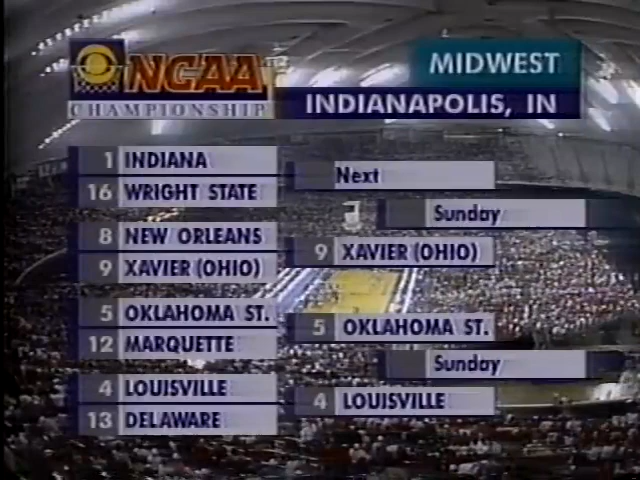 NCAA
CHAMPIONSHIP
MIDWEST
INDIANAPOLIS, IN
1 INDIANA
16 WRIGHT STATE
Next
Sunday
8 NEW ORLEANS
9 XAVIER (OHIO)
9 XAVIER (OHIO)
5 OKLAHOMA ST.
12 MARQUETTE
5 OKLAHOMA ST.
Sunday
4 LOUISVILLE
13 DELAWARE
4 LOUISVILLE